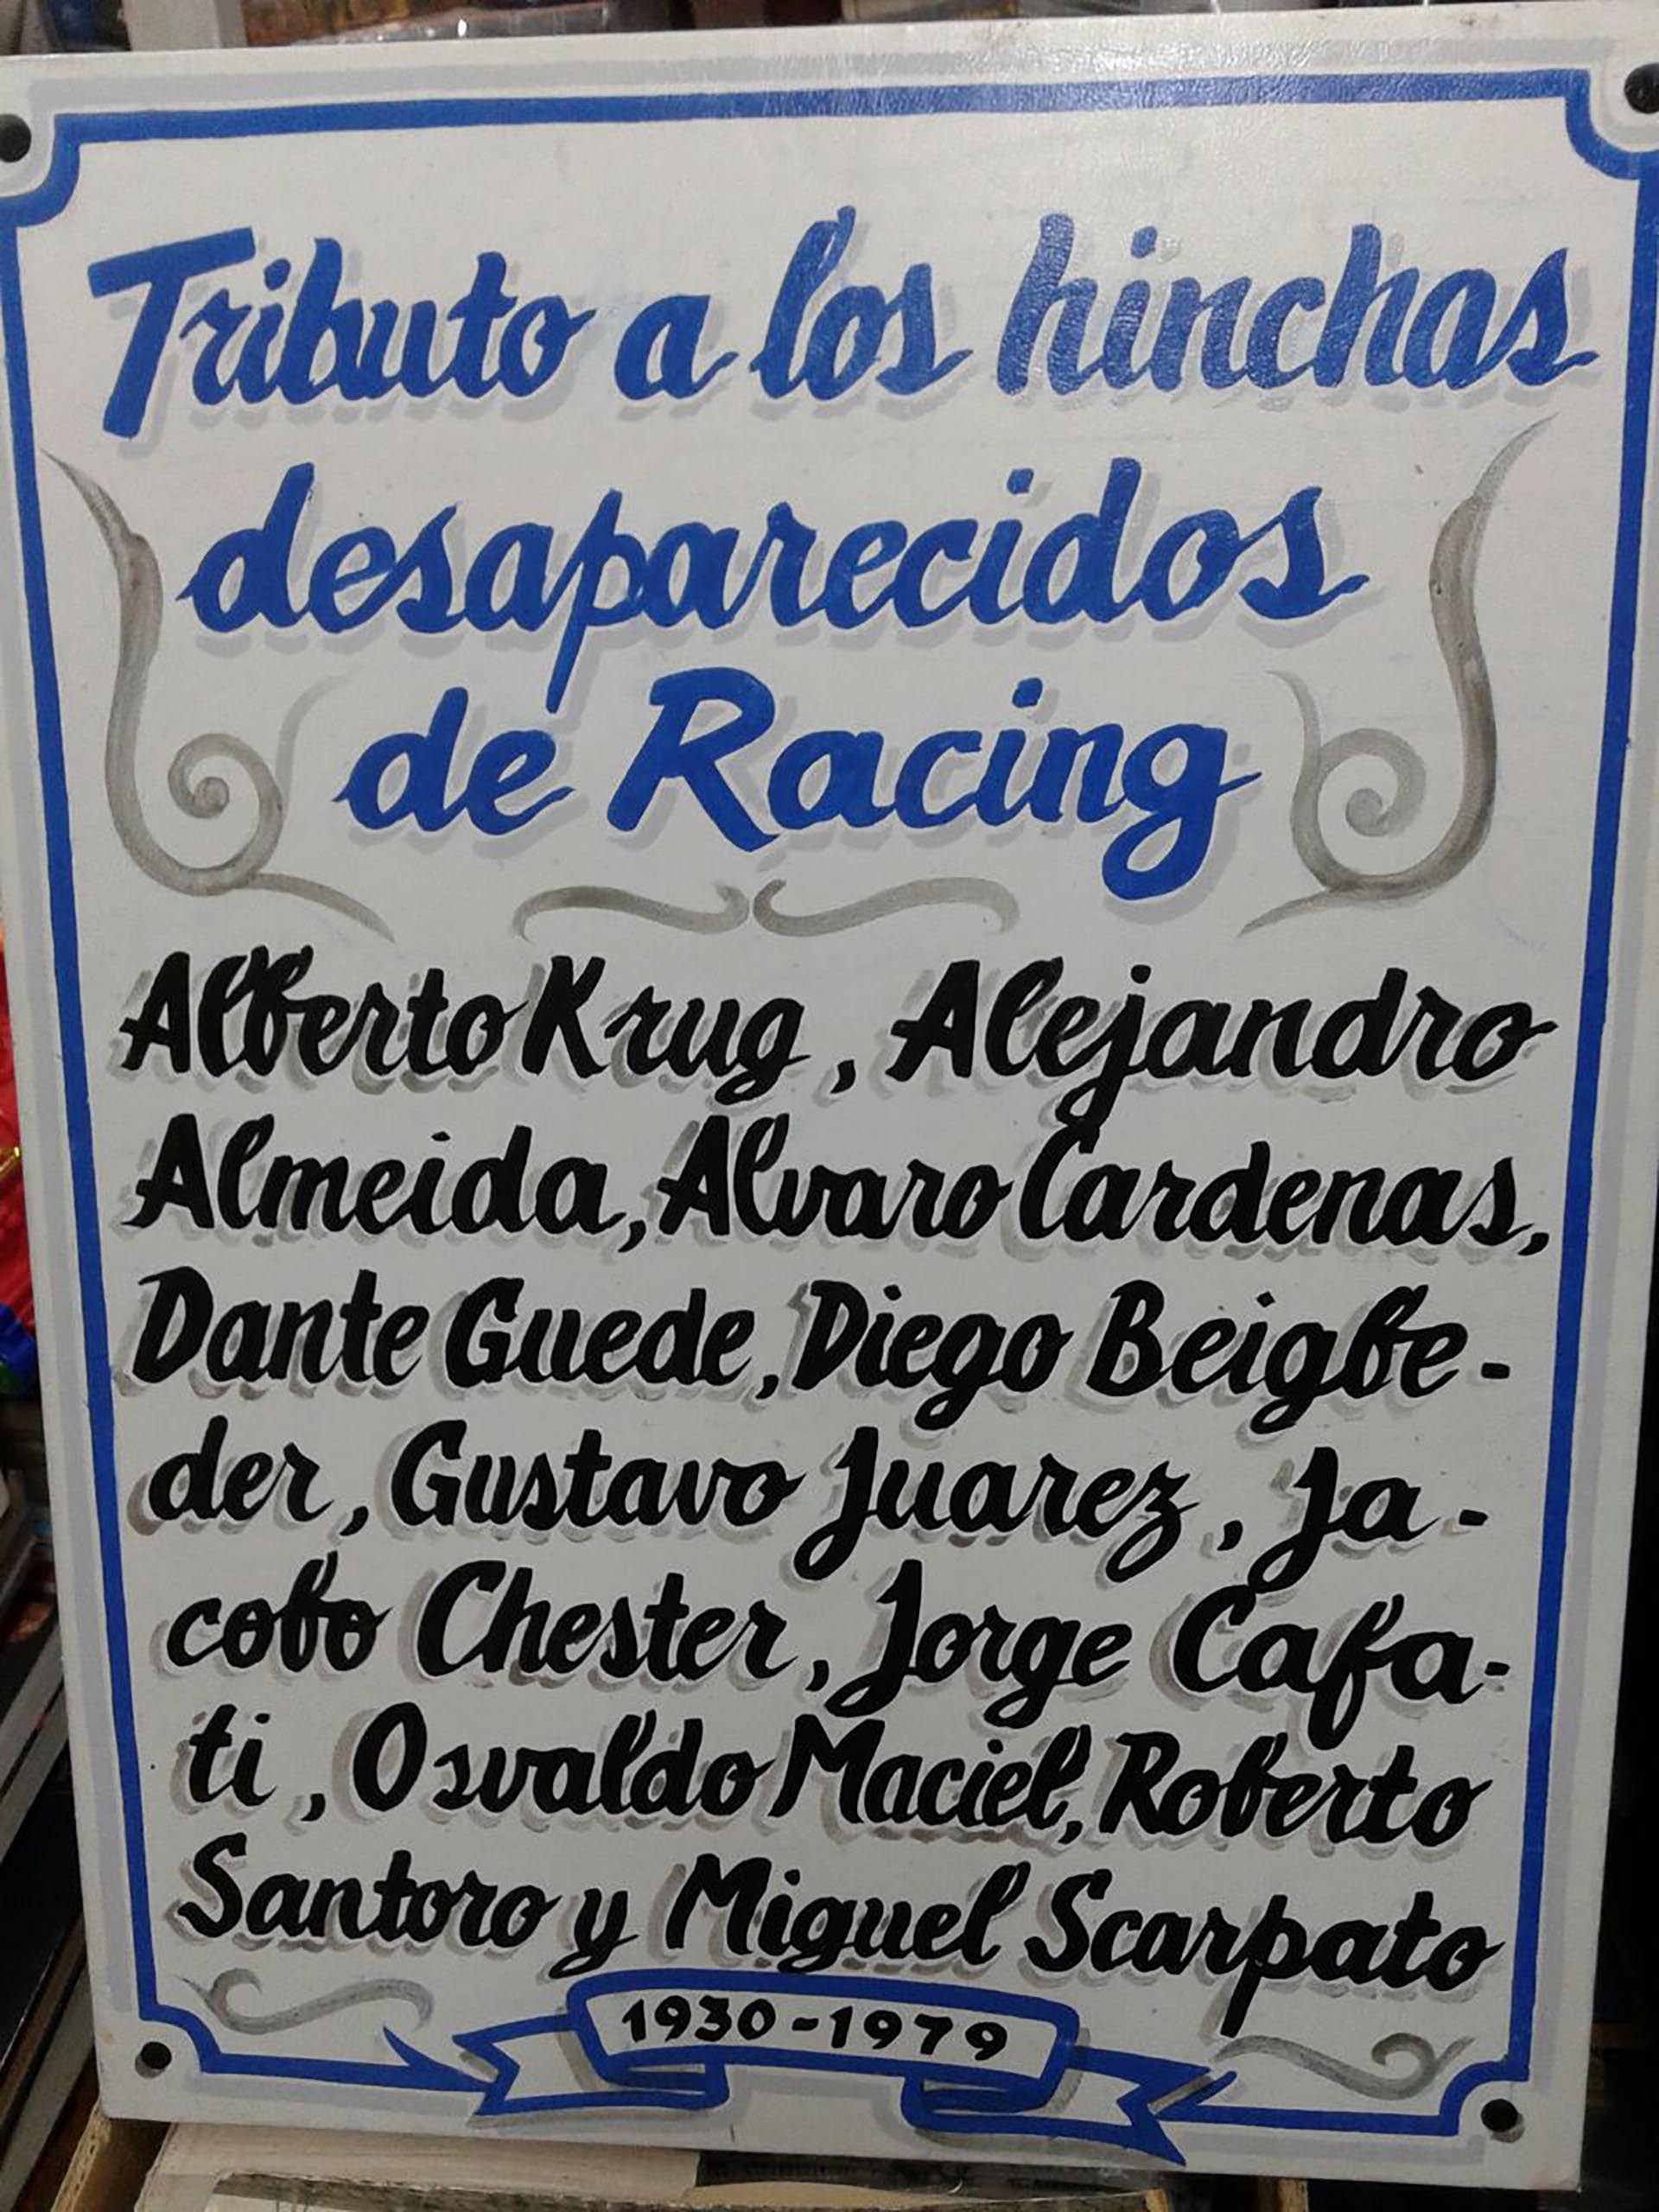 Tributo a los hinchas
desaparecidos
de Racing
Alberto Krug, Alejandro
Almeida, Alvaro Cardenas,
Dante Guede, Diego Beigbe-
der, Gustavo Juarez, Ja-
cobo Chester, Jorge Cafa-
ti, Osvaldo Maciel, Roberto
Santoro y Miguel Scarpato
1930-1979